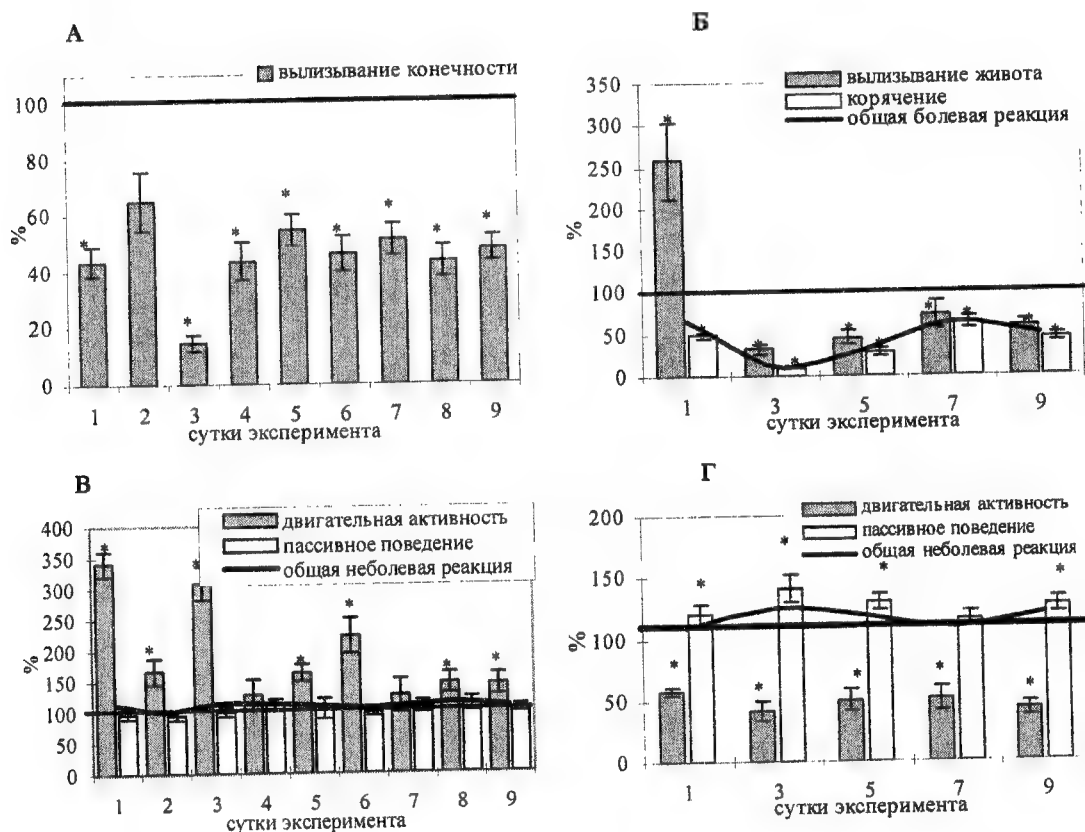 А
вылизывание конечности
100
80
60
40
20
0
%
* * * * * * * *
1 2 3 4 5 6 7 8 9
сутки эксперимента
Б
350
300
250
200
150
100
50
0
%
вылизывание живота
корячение
общая болевая реакция
* * * * * * * * * *
1 3 5 7 9
сутки эксперимента
В
400
350
300
250
200
150
100
50
0
%
двигательная активность
пассивное поведение
общая неболевая реакция
* * * * * * *
1 2 3 4 5 6 7 8 9
сутки эксперимента
Г
200
150
100
50
0
%
двигательная активность
пассивное поведение
общая неболевая реакция
* * * *
* * * * *
1 3 5 7 9
сутки эксперимента